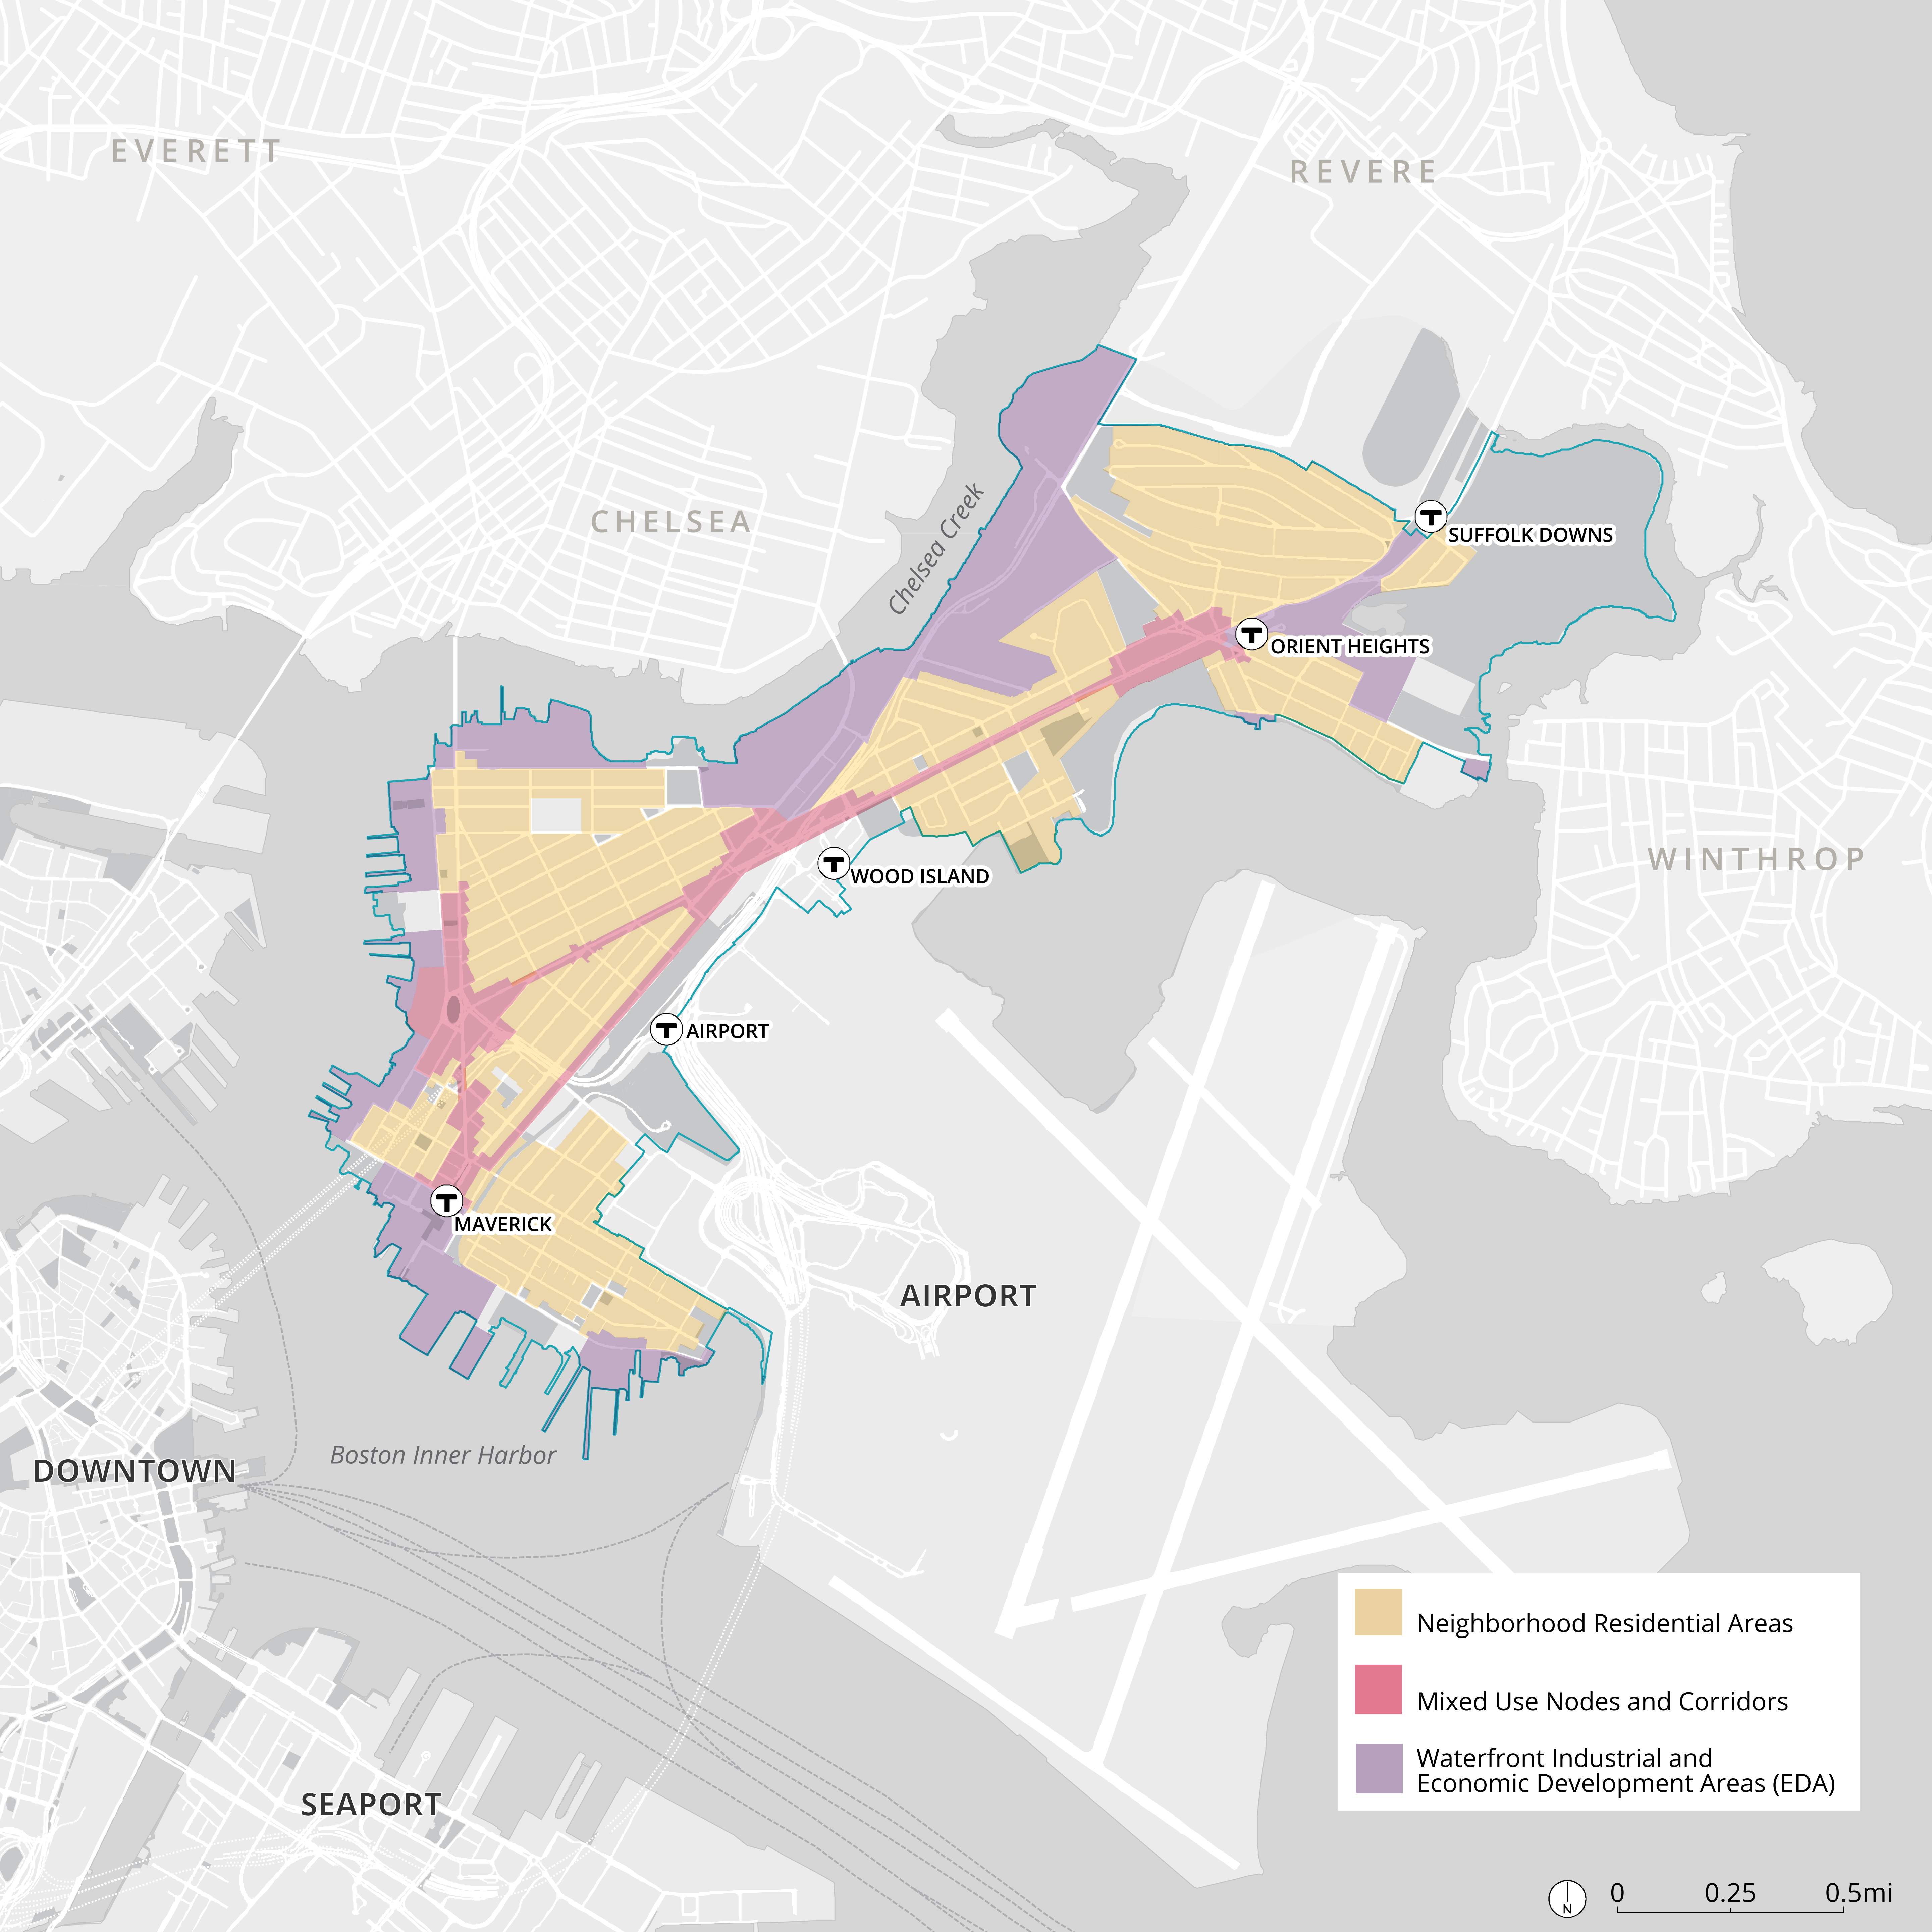 EVERETT
REVERE
CHELSEA
Chelsea Creek
T
SUFFOLK DOWNS
T
ORIENT HEIGHTS
T
WOOD ISLAND
WINTHROP
T
AIRPORT
T
MAVERICK
AIRPORT
Boston Inner Harbor
DOWNTOWN
SEAPORT
Neighborhood Residential Areas
Mixed Use Nodes and Corridors
Waterfront Industrial and
Economic Development Areas (EDA)
N
0 0.25 0.5mi